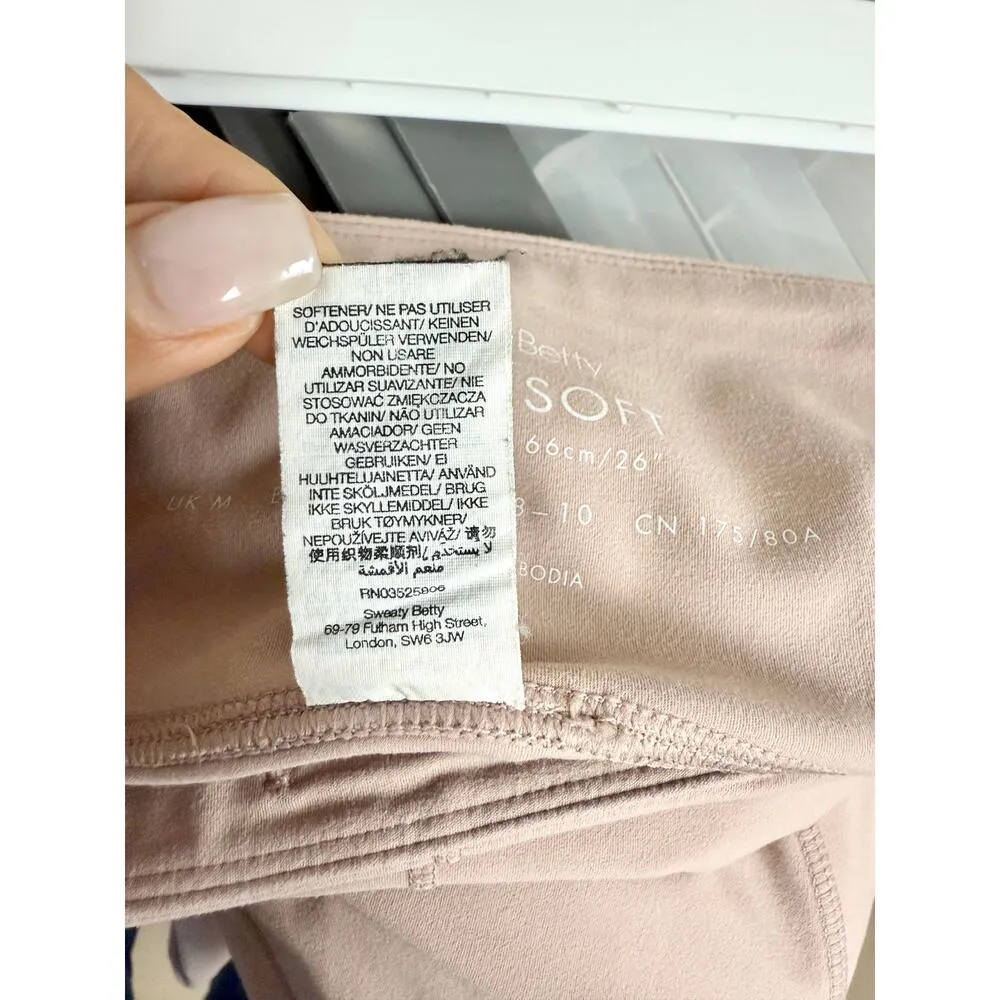 SOFTENER/ NE PAS UTILISER
D'ADOUCISSANT/ KEINEN
WEICHSPÜLER VERWENDEN/
NON USARE
AMMORBIDENTE/ NO
UTILIZAR SUAVIZANTE/ NIE
STOSOWAĆ ZMIĘKCZACZA
DO TKANIN/ NÃO UTILIZAR
AMACIADOR/ GEEN
WASVERZACHTER
GEBRUIKEN/ EI
HUUHTELUAINETTA/ ANVÄND
INTE SKÖLJMEDEL/ BRUG
IKKE SKYLLEMIDDEL/ IKKE
BRUK TØYMYKNER/
NEPOUŽÍVEJTE AVIVÁŽ/ 请勿
使用织物柔顺剂/ لا يستخدم
منعم الأقمشة
RN03525806
Sweaty Betty
69-79 Fulham High Street,
London, SW6 3JW
Betty
SOFT
66cm/26"
UK M
8–10 CN 175/80A
BODIA